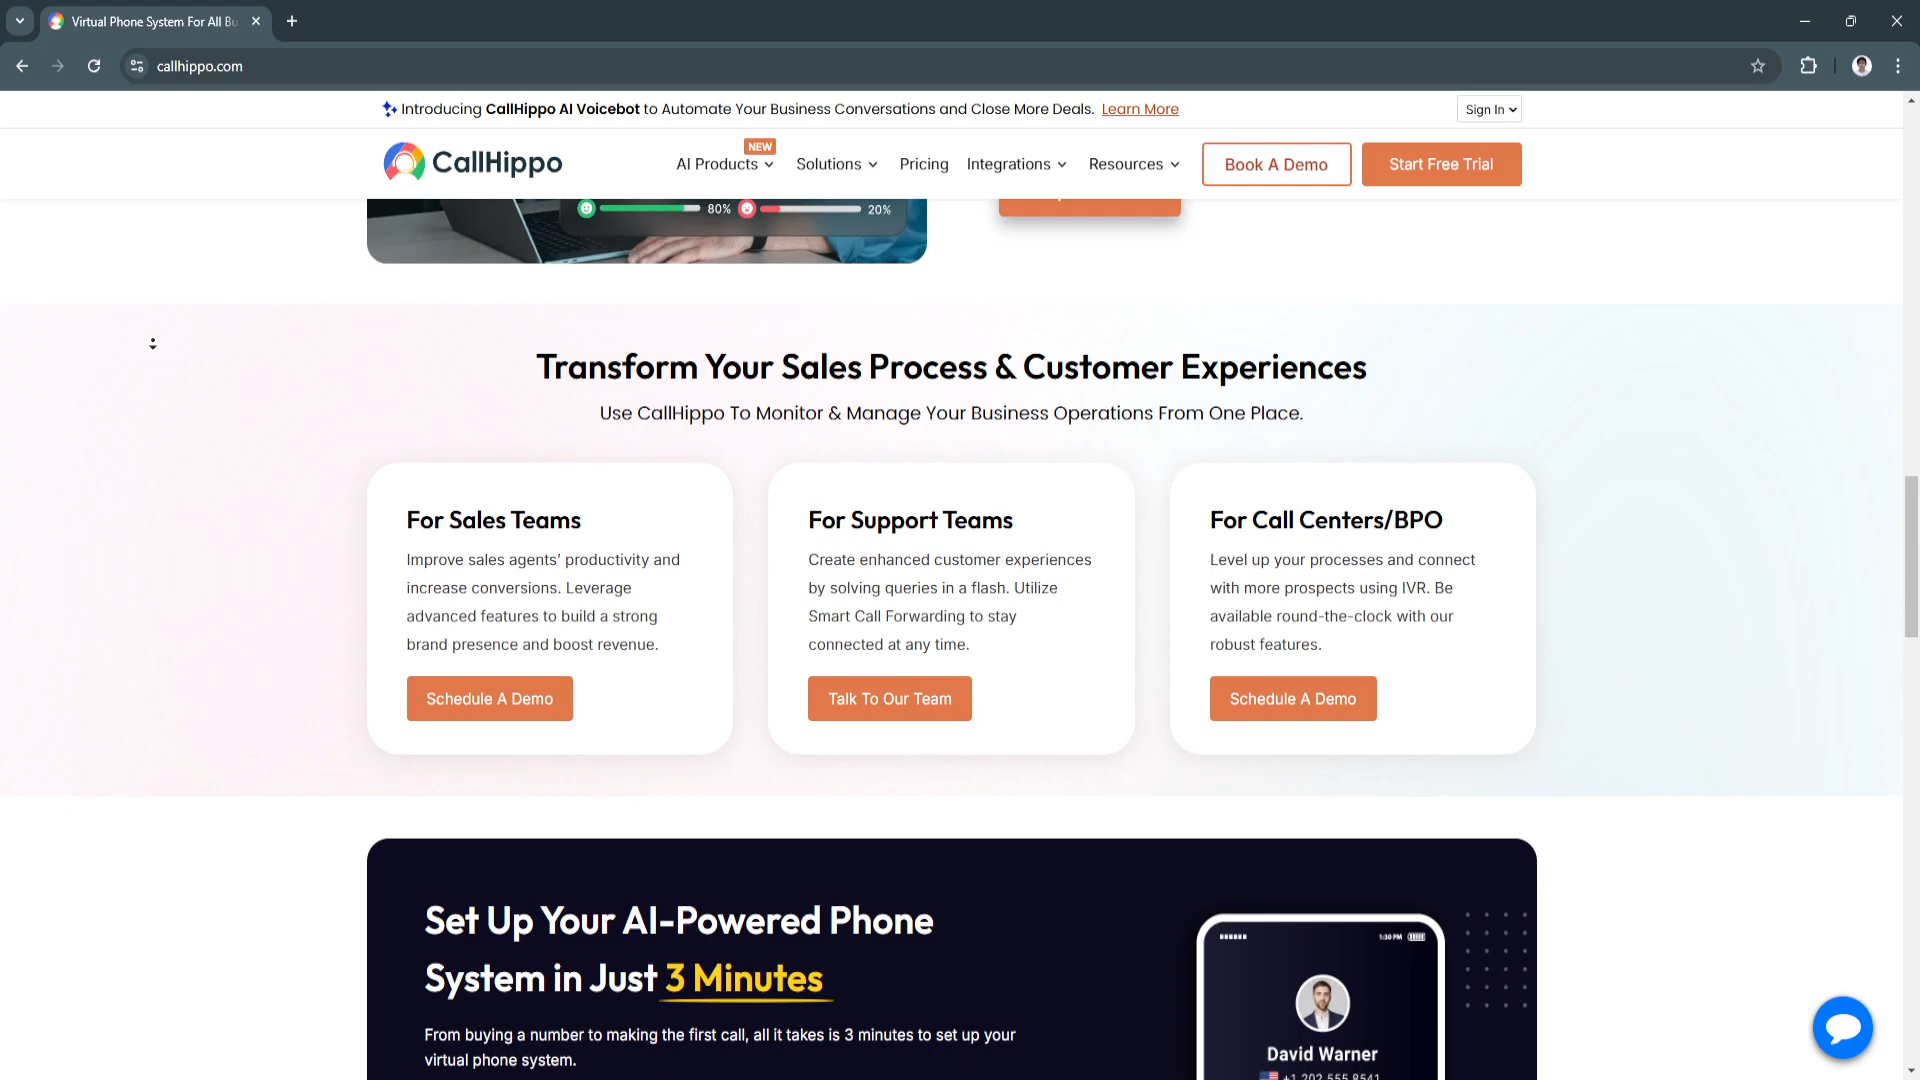 Virtual Phone System For All Bu
callhippo.com
Introducing CallHippo AI Voicebot to Automate Your Business Conversations and Close More Deals. Learn More
Sign In
CallHippo
AI Products
NEW
Solutions
Pricing
Integrations
Resources
Book A Demo
Start Free Trial
80%
20%
Transform Your Sales Process & Customer Experiences
Use CallHippo To Monitor & Manage Your Business Operations From One Place.
For Sales Teams
Improve sales agents’ productivity and
increase conversions. Leverage
advanced features to build a strong
brand presence and boost revenue.
Schedule A Demo
For Support Teams
Create enhanced customer experiences
by solving queries in a flash. Utilize
Smart Call Forwarding to stay
connected at any time.
Talk To Our Team
For Call Centers/BPO
Level up your processes and connect
with more prospects using IVR. Be
available round-the-clock with our
robust features.
Schedule A Demo
Set Up Your AI-Powered Phone
System in Just 3 Minutes
From buying a number to making the first call, all it takes is 3 minutes to set up your
virtual phone system.
1:30 PM
David Warner
+1 202 555 8541